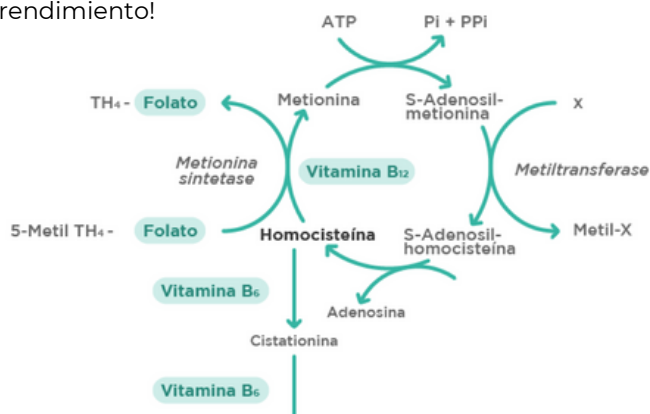 rendimiento!
ATP
Pi + PPi
TH₄ - Folato
Metionina
S-Adenosil-
metionina
X
Metionina
sintetasa
Vitamina B₁₂
Metiltransferase
5-Metil TH₄ - Folato
Homocisteína
S-Adenosil-
homocisteína
Metil-X
Vitamina B₆
Adenosina
Cistationina
Vitamina B₆